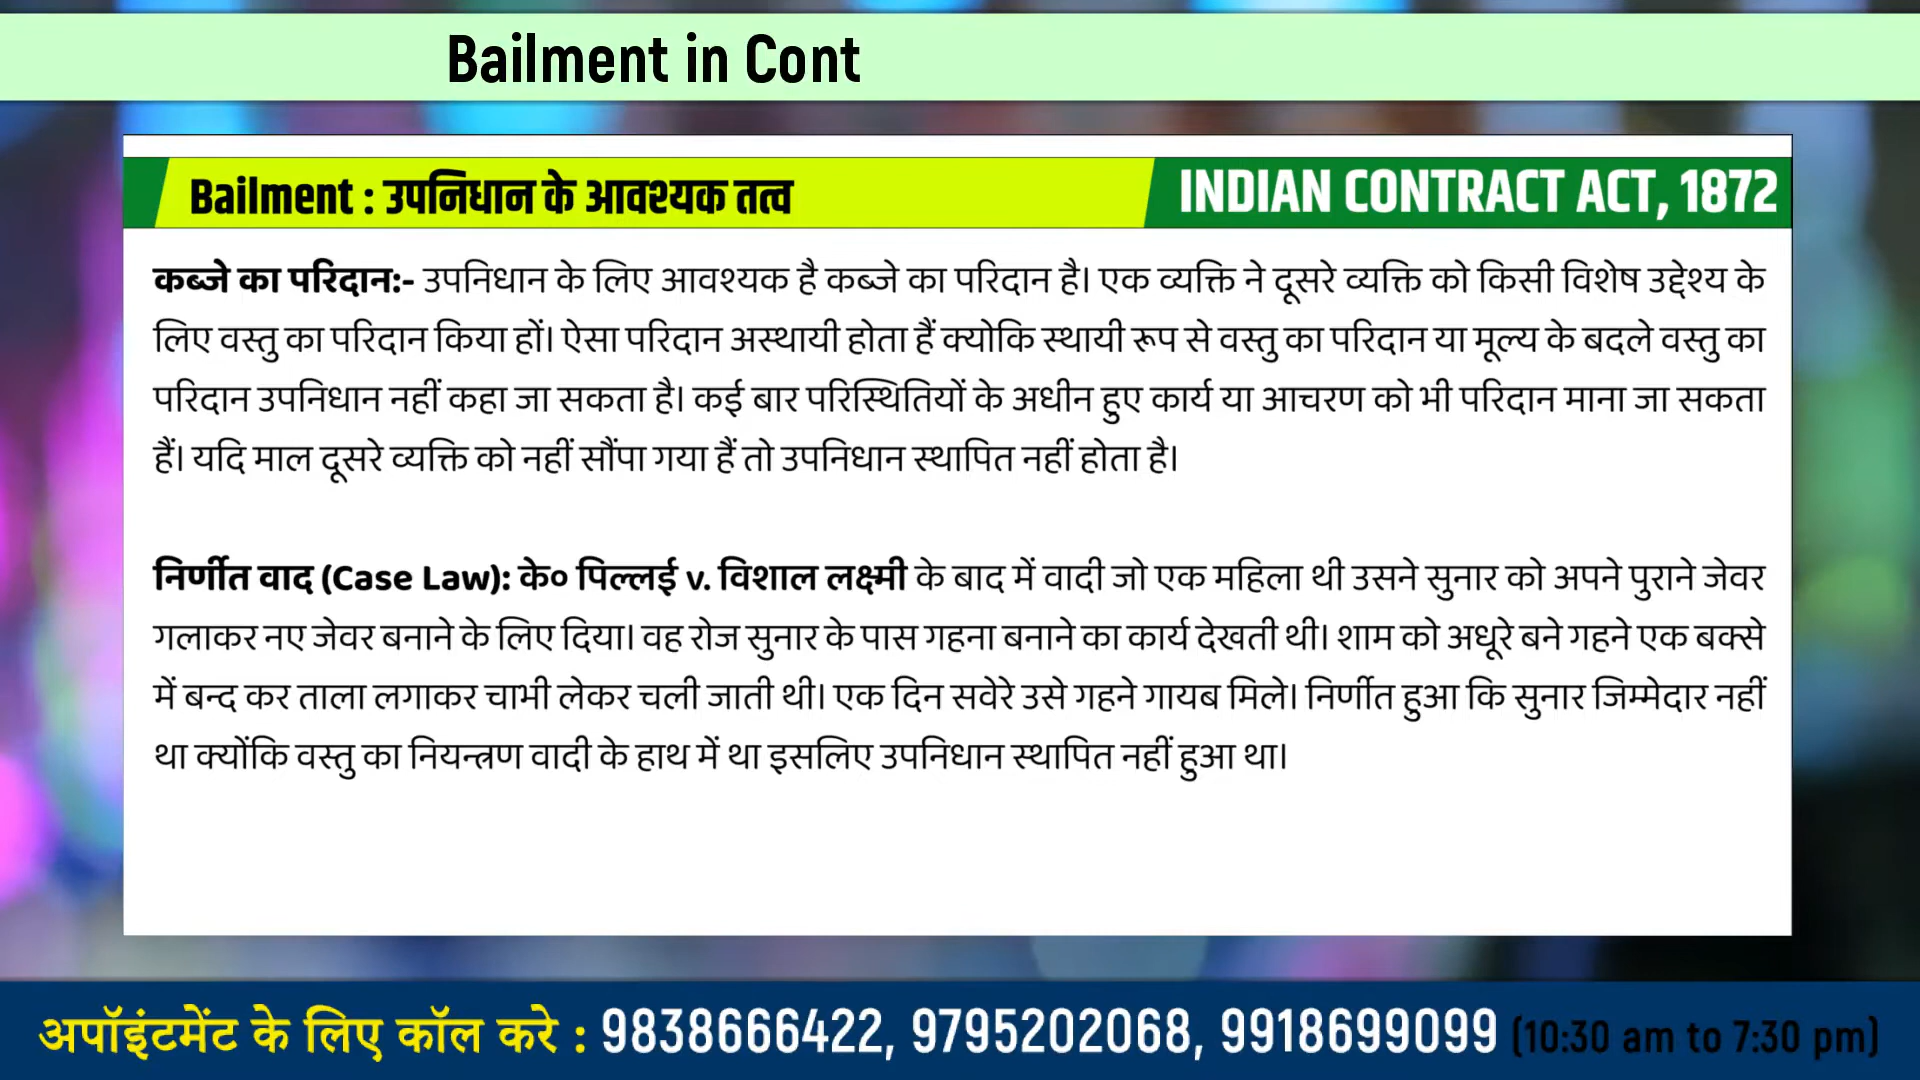 Bailment in Cont
Bailment : उपनिधान के आवश्यक तत्व
INDIAN CONTRACT ACT, 1872
कब्जे का परिदान:- उपनिधान के लिए आवश्यक है कब्जे का परिदान है। एक व्यक्ति ने दूसरे व्यक्ति को किसी विशेष उद्देश्य के
लिए वस्तु का परिदान किया हों। ऐसा परिदान अस्थायी होता हैं क्योकि स्थायी रूप से वस्तु का परिदान या मूल्य के बदले वस्तु का
परिदान उपनिधान नहीं कहा जा सकता है। कई बार परिस्थितियों के अधीन हुए कार्य या आचरण को भी परिदान माना जा सकता
हैं। यदि माल दूसरे व्यक्ति को नहीं सौंपा गया हैं तो उपनिधान स्थापित नहीं होता है।
निर्णीत वाद (Case Law): के० पिल्लई v. विशाल लक्ष्मी के बाद में वादी जो एक महिला थी उसने सुनार को अपने पुराने जेवर
गलाकर नए जेवर बनाने के लिए दिया। वह रोज सुनार के पास गहना बनाने का कार्य देखती थी। शाम को अधूरे बने गहने एक बक्से
में बन्द कर ताला लगाकर चाभी लेकर चली जाती थी। एक दिन सवेरे उसे गहने गायब मिले। निर्णीत हुआ कि सुनार जिम्मेदार नहीं
था क्योंकि वस्तु का नियन्त्रण वादी के हाथ में था इसलिए उपनिधान स्थापित नहीं हुआ था।
अपॉइंटमेंट के लिए कॉल करे : 9838666422, 9795202068, 9918699099 (10:30 am to 7:30 pm)